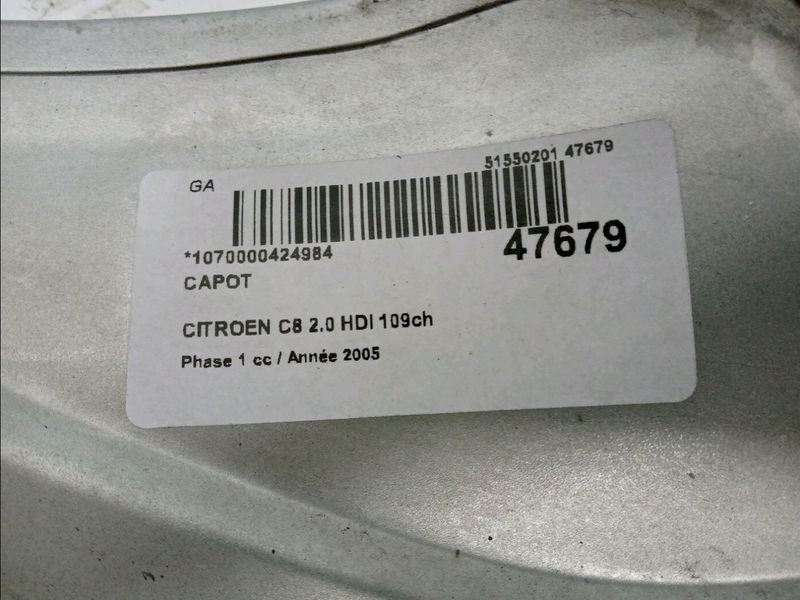 GA
51550201 47679
*1070000424984
47679
CAPOT
CITROEN C8 2.0 HDI 109ch
Phase 1 cc / Année 2005